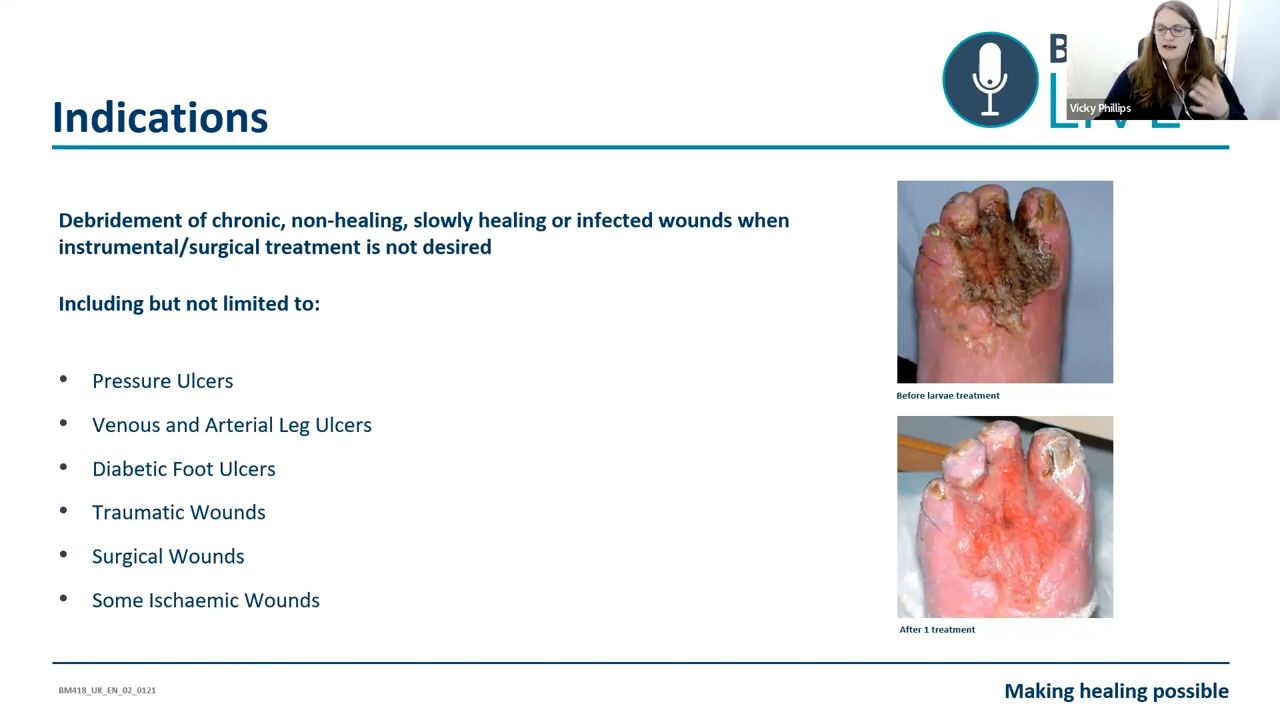 Indications
Vicky Phillips
Debridement of chronic, non-healing, slowly healing or infected wounds when
instrumental/surgical treatment is not desired
Including but not limited to:
• Pressure Ulcers
• Venous and Arterial Leg Ulcers
• Diabetic Foot Ulcers
• Traumatic Wounds
• Surgical Wounds
• Some Ischaemic Wounds
Before larvae treatment
After 1 treatment
BM418_UK_EN_02_0121
Making healing possible